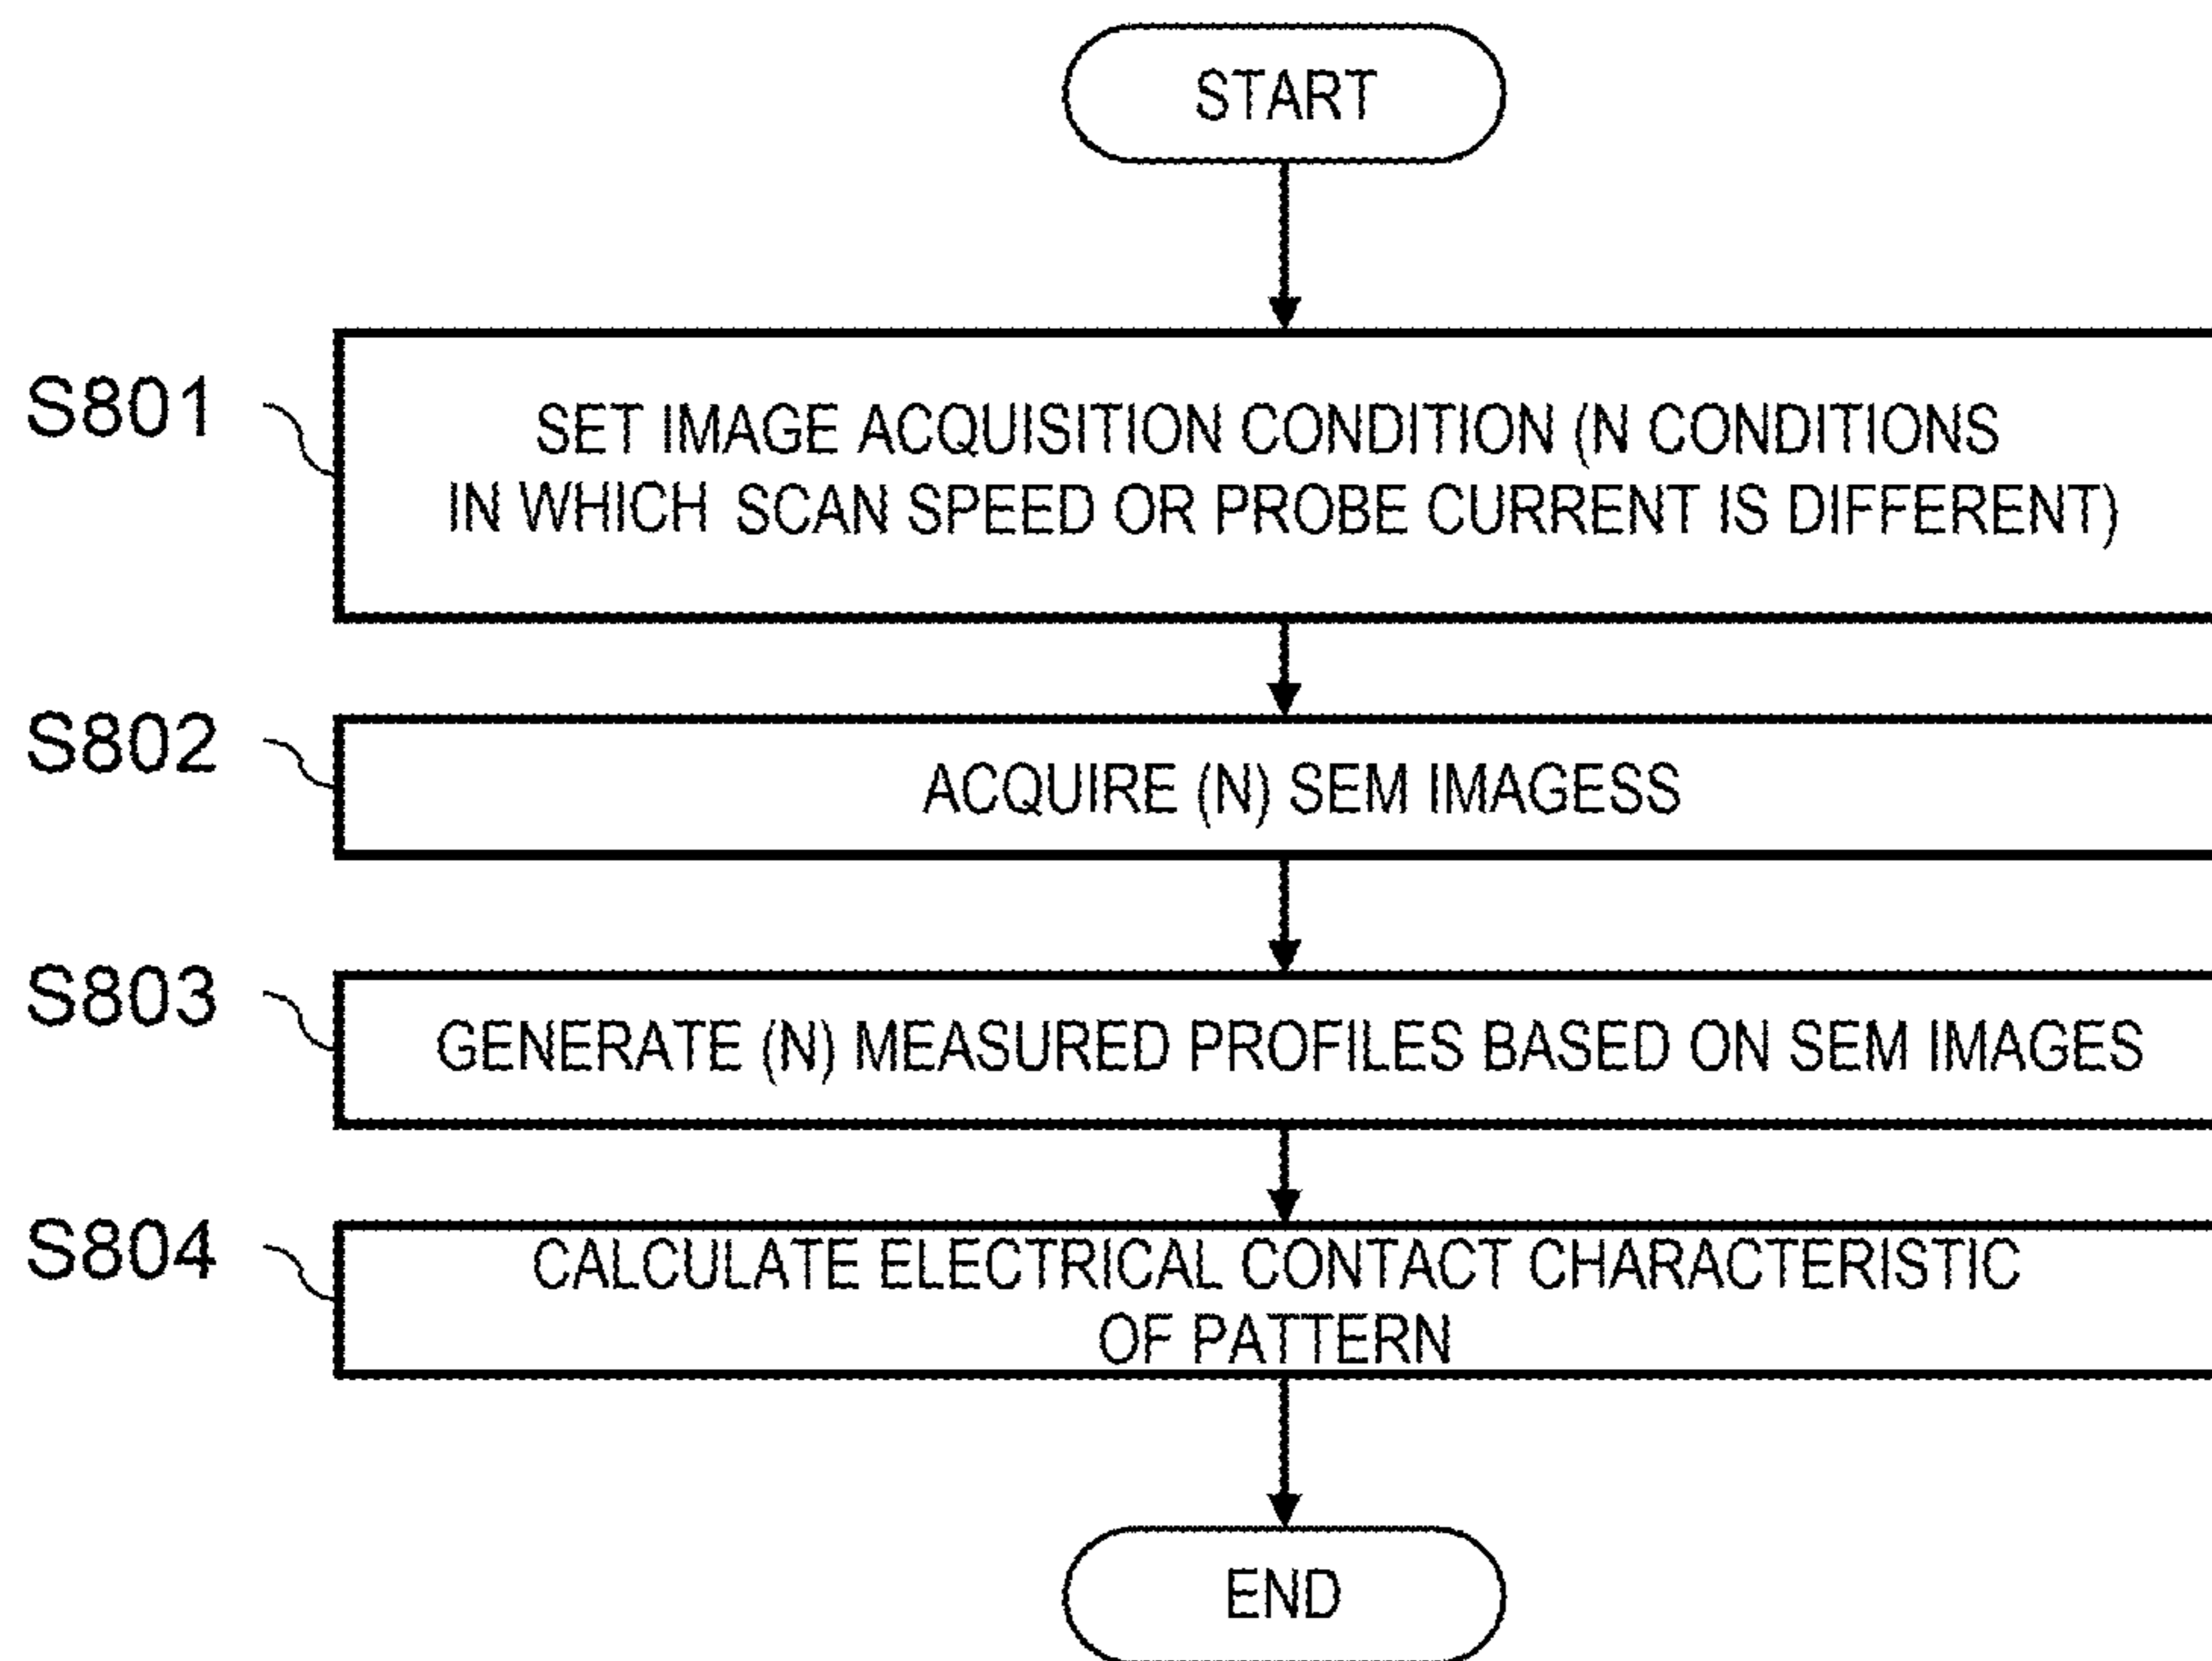 START
S801
SET IMAGE ACQUISITION CONDITION (N CONDITIONS
IN WHICH SCAN SPEED OR PROBE CURRENT IS DIFFERENT)
S802
ACQUIRE (N) SEM IMAGESS
S803
GENERATE (N) MEASURED PROFILES BASED ON SEM IMAGES
S804
CALCULATE ELECTRICAL CONTACT CHARACTERISTIC
OF PATTERN
END